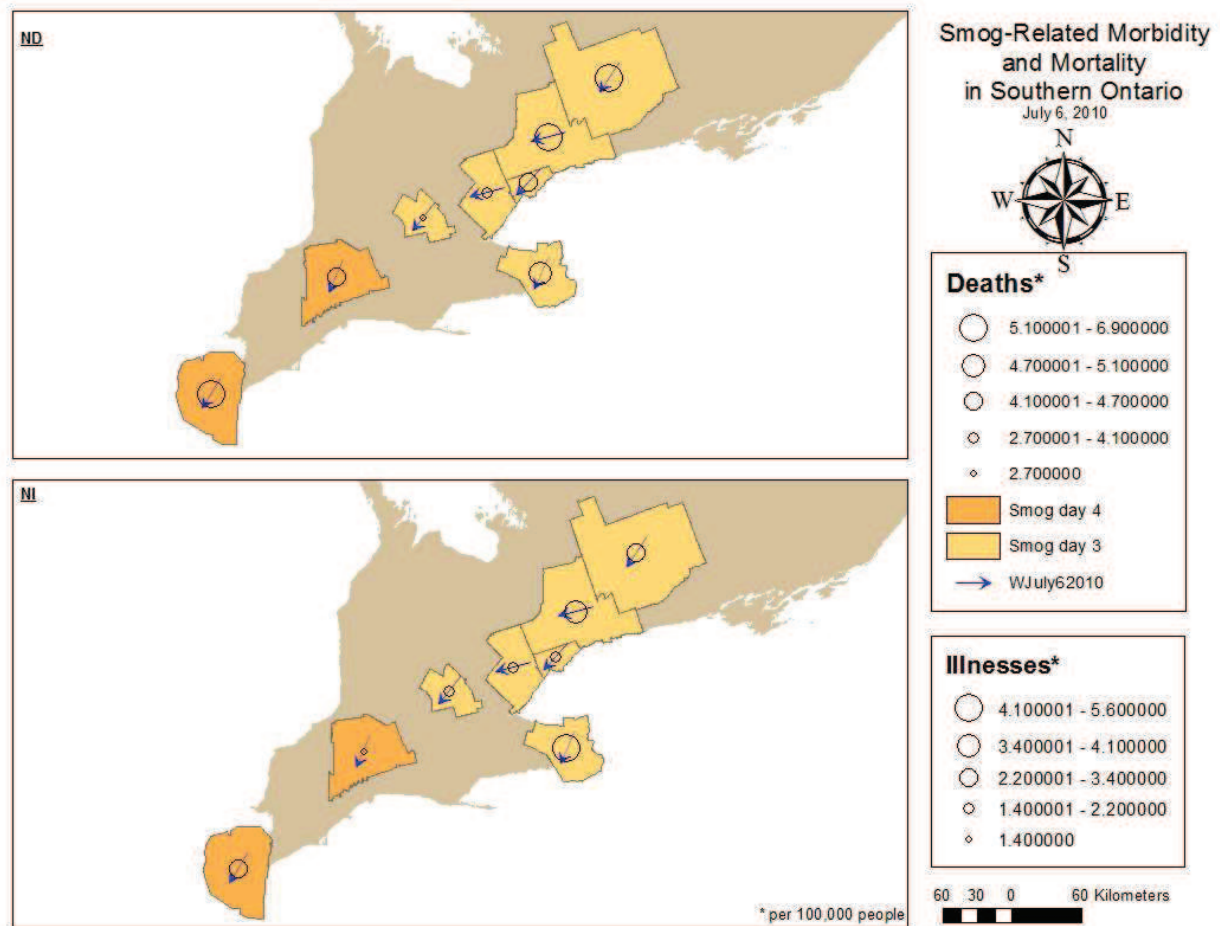 ND
NI
* per 100,000 people
Smog-Related Morbidity
and Mortality
in Southern Ontario
July 6, 2010
N
W E
S
Deaths*
5.100001 - 6.900000
4.700001 - 5.100000
4.100001 - 4.700000
2.700001 - 4.100000
2.700000
Smog day 4
Smog day 3
WJuly62010
Illnesses*
4.100001 - 5.600000
3.400001 - 4.100000
2.200001 - 3.400000
1.400001 - 2.200000
1.400000
60 30 0 60 Kilometers